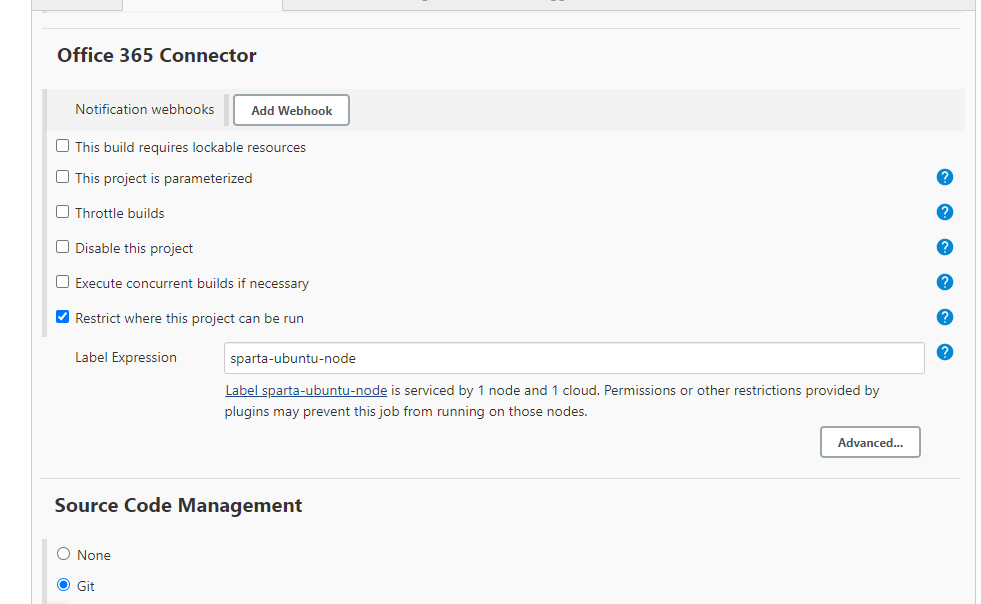 Office 365 Connector
Notification webhooks Add Webhook
This build requires lockable resources
This project is parameterized ?
Throttle builds ?
Disable this project ?
Execute concurrent builds if necessary ?
Restrict where this project can be run ?
Label Expression sparta-ubuntu-node ?
Label sparta-ubuntu-node is serviced by 1 node and 1 cloud. Permissions or other restrictions provided by
plugins may prevent this job from running on those nodes.
Advanced...
Source Code Management
None
Git